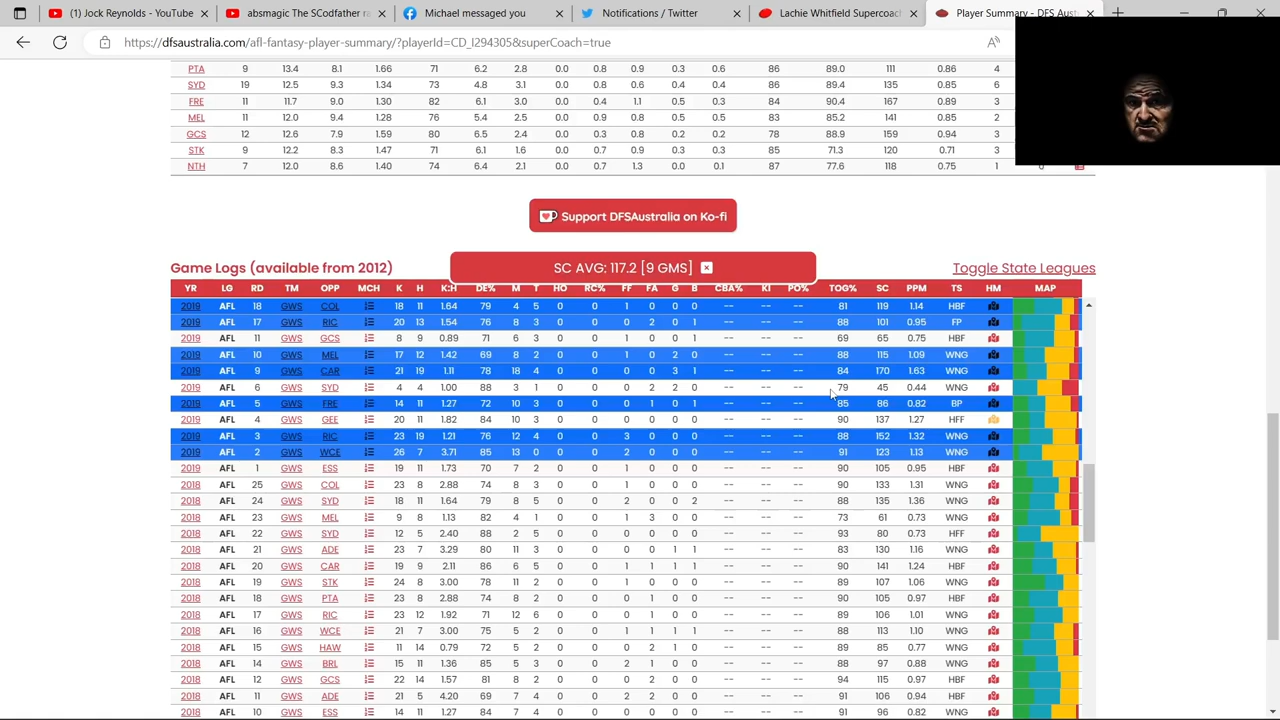 (1) Jock Reynolds - YouTube
absmagic The Sc
Michael messaged you
Notifications / Twitter
Lachie Whitfield Supercoach
Player Summary - DFS Austra
https://dfsaustralia.com/afl-fantasy-player-summary/?playerId=CD_I294305&superCoach=true
PTA 9 13.4 8.1 1.66 71 6.2 2.8 0.0 0.8 0.9 0.3 0.6 86 89.0 111 0.86 4
SYD 19 12.5 9.3 1.34 73 4.8 3.1 0.0 0.8 0.6 0.4 0.4 86 89.4 135 0.85 6
FRE 11 11.7 9.0 1.30 82 6.1 3.0 0.0 0.4 1.1 0.5 0.3 84 90.4 167 0.89 3
MEL 11 12.0 9.4 1.28 76 5.4 2.5 0.0 0.9 0.8 0.5 0.5 83 85.2 141 0.85 2
GCS 12 12.6 7.9 1.59 80 6.5 2.4 0.0 0.3 0.8 0.2 0.2 78 88.9 159 0.94 3
STK 9 12.2 8.3 1.47 71 6.1 1.6 0.0 0.7 0.9 0.3 0.3 85 71.3 120 0.71 3
NTH 7 12.0 8.6 1.40 74 6.4 2.1 0.0 0.7 1.3 0.0 0.1 87 77.6 118 0.75 1
Support DFSAustralia on Ko-fi
Game Logs (available from 2012)
SC AVG: 117.2 [9 GMS]
Toggle State Leagues
YR LG RD TM OPP MCH K H K:H DE% M T HO RC% FF FA G B CBA% KI PO% TOG% SC PPM TS HM MAP
2019 AFL 18 GWS COL 18 11 1.64 79 4 5 0 0 1 0 0 0 -- -- -- 81 119 1.14 HBF
2019 AFL 17 GWS RIC 20 13 1.54 76 8 3 0 0 0 2 0 0 -- -- -- 88 101 0.95 FP
2019 AFL 11 GWS GCS 8 9 0.89 71 6 3 0 0 1 0 0 1 -- -- -- 69 65 0.75 HBF
2019 AFL 10 GWS MEL 17 12 1.42 69 8 2 0 0 1 0 2 0 -- -- -- 88 115 1.09 WNG
2019 AFL 9 GWS CAR 21 19 1.11 78 18 4 0 0 0 0 3 1 -- -- -- 84 170 1.63 WNG
2019 AFL 6 GWS SYD 4 4 1.00 88 3 1 0 0 0 2 2 0 -- -- -- 79 45 0.44 WNG
2019 AFL 5 GWS FRE 14 11 1.27 72 10 3 0 0 0 1 0 1 -- -- -- 85 86 0.82 BP
2019 AFL 4 GWS GEE 20 11 1.82 84 10 3 0 0 0 0 0 0 -- -- -- 90 137 1.27 HFF
2019 AFL 3 GWS RIC 23 19 1.21 76 12 4 0 0 3 0 0 0 -- -- -- 88 152 1.32 WNG
2019 AFL 2 GWS WCE 26 7 3.71 85 13 0 0 0 2 0 0 0 -- -- -- 91 123 1.13 WNG
2019 AFL 1 GWS ESS 19 11 1.73 70 7 2 0 0 1 0 0 0 -- -- -- 90 105 0.95 HBF
2018 AFL 25 GWS COL 23 8 2.88 74 8 3 0 0 1 0 0 0 -- -- -- 90 133 1.31 HBF
2018 AFL 24 GWS SYD 18 11 1.64 79 8 5 0 0 2 0 0 2 -- -- -- 88 135 1.36 WNG
2018 AFL 23 GWS MEL 9 8 1.13 82 4 1 0 0 1 3 0 0 -- -- -- 73 61 0.73 WNG
2018 AFL 22 GWS SYD 12 5 2.40 88 2 5 0 0 0 0 0 0 -- -- -- 93 80 0.73 HFF
2018 AFL 21 GWS ADE 23 7 3.29 80 11 3 0 0 0 0 1 0 -- -- -- 83 130 1.16 WNG
2018 AFL 20 GWS CAR 19 9 2.11 86 6 5 0 0 1 1 1 1 -- -- -- 90 141 1.24 HBF
2018 AFL 19 GWS STK 24 8 3.00 78 11 2 0 0 1 0 0 0 -- -- -- 89 107 1.06 WNG
2018 AFL 18 GWS PTA 23 8 2.88 74 8 2 0 0 0 1 0 0 -- -- -- 90 105 0.97 HBF
2018 AFL 17 GWS RIC 23 12 1.92 71 12 6 0 0 0 1 0 0 -- -- -- 89 106 1.01 WNG
2018 AFL 16 GWS WCE 21 7 3.00 75 5 2 0 0 1 1 1 0 -- -- -- 88 113 1.10 WNG
2018 AFL 15 GWS HAW 11 0.79 72 5 2 0 0 0 2 1 0 -- -- -- 89 85 0.77 WNG
2018 AFL 14 GWS BRL 15 1.36 85 5 3 0 0 2 1 0 0 -- -- -- 88 97 0.88 WNG
2018 AFL 12 GWS GCS 22 14 1.57 81 8 2 0 0 0 2 0 0 -- -- -- 94 115 0.97 HBF
2018 AFL 11 GWS ADE 21 5 4.20 69 7 4 0 0 2 2 0 0 -- -- -- 91 106 0.94 HBF
2018 AFL 10 GWS ESS 14 11 1.27 84 7 4 0 0 0 0 0 0 -- -- -- 91 96 0.82 WNG